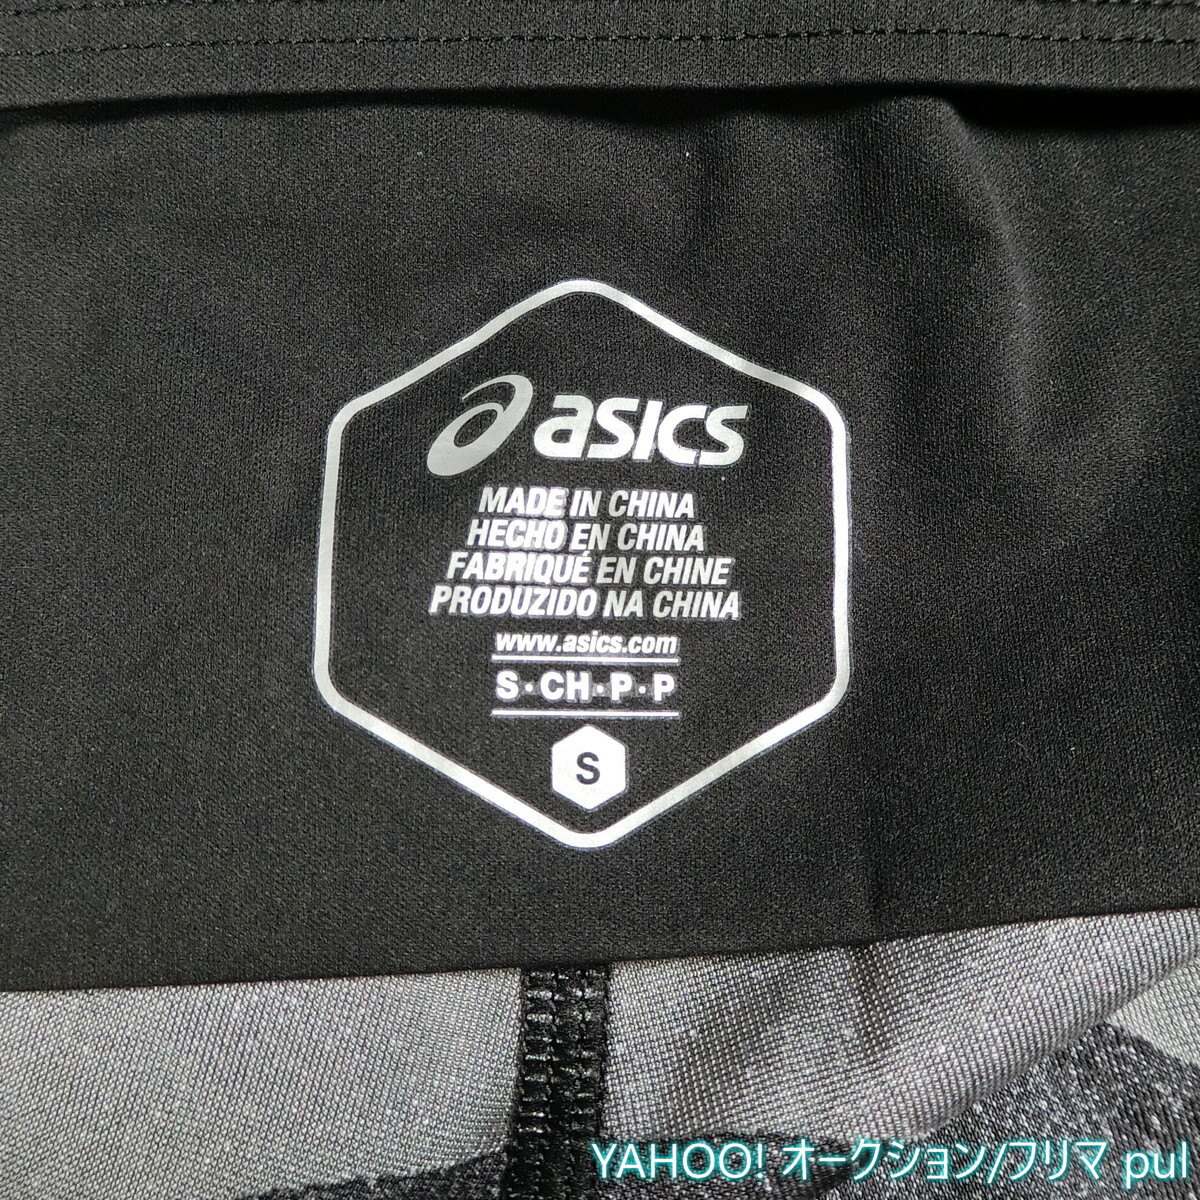 asics
MADE IN CHINA
HECHO EN CHINA
FABRIQUÉ EN CHINE
PRODUZIDO NA CHINA
www.asics.com
S·CH·P·P
S
YAHOO! オークション/フリマ pul